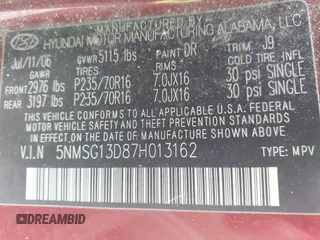 HYUNDAI MOTOR MANUFACTURING ALABAMA, LLC
Jul/11/06 GVWR 5115 lbs PAINT DR TRIM J9
GAWR TIRES RIMS COLD TIRE INFL.
FRONT 2976 lbs P235/70R16 7.0JX16 30 psi SINGLE
REAR 3197 lbs P235/70R16 7.0JX16 30 psi SINGLE
THIS VEHICLE CONFORMS TO ALL APPLICABLE FEDERAL
MOTOR VEHICLE SAFETY, BUMPER, AND THEFT
PREVENTION STANDARDS IN EFFECT ON THE DATE OF
MANUFACTURE SHOWN ABOVE.
V.I.N 5NMSG13D87H013162 TYPE: MPV
DREAMBID